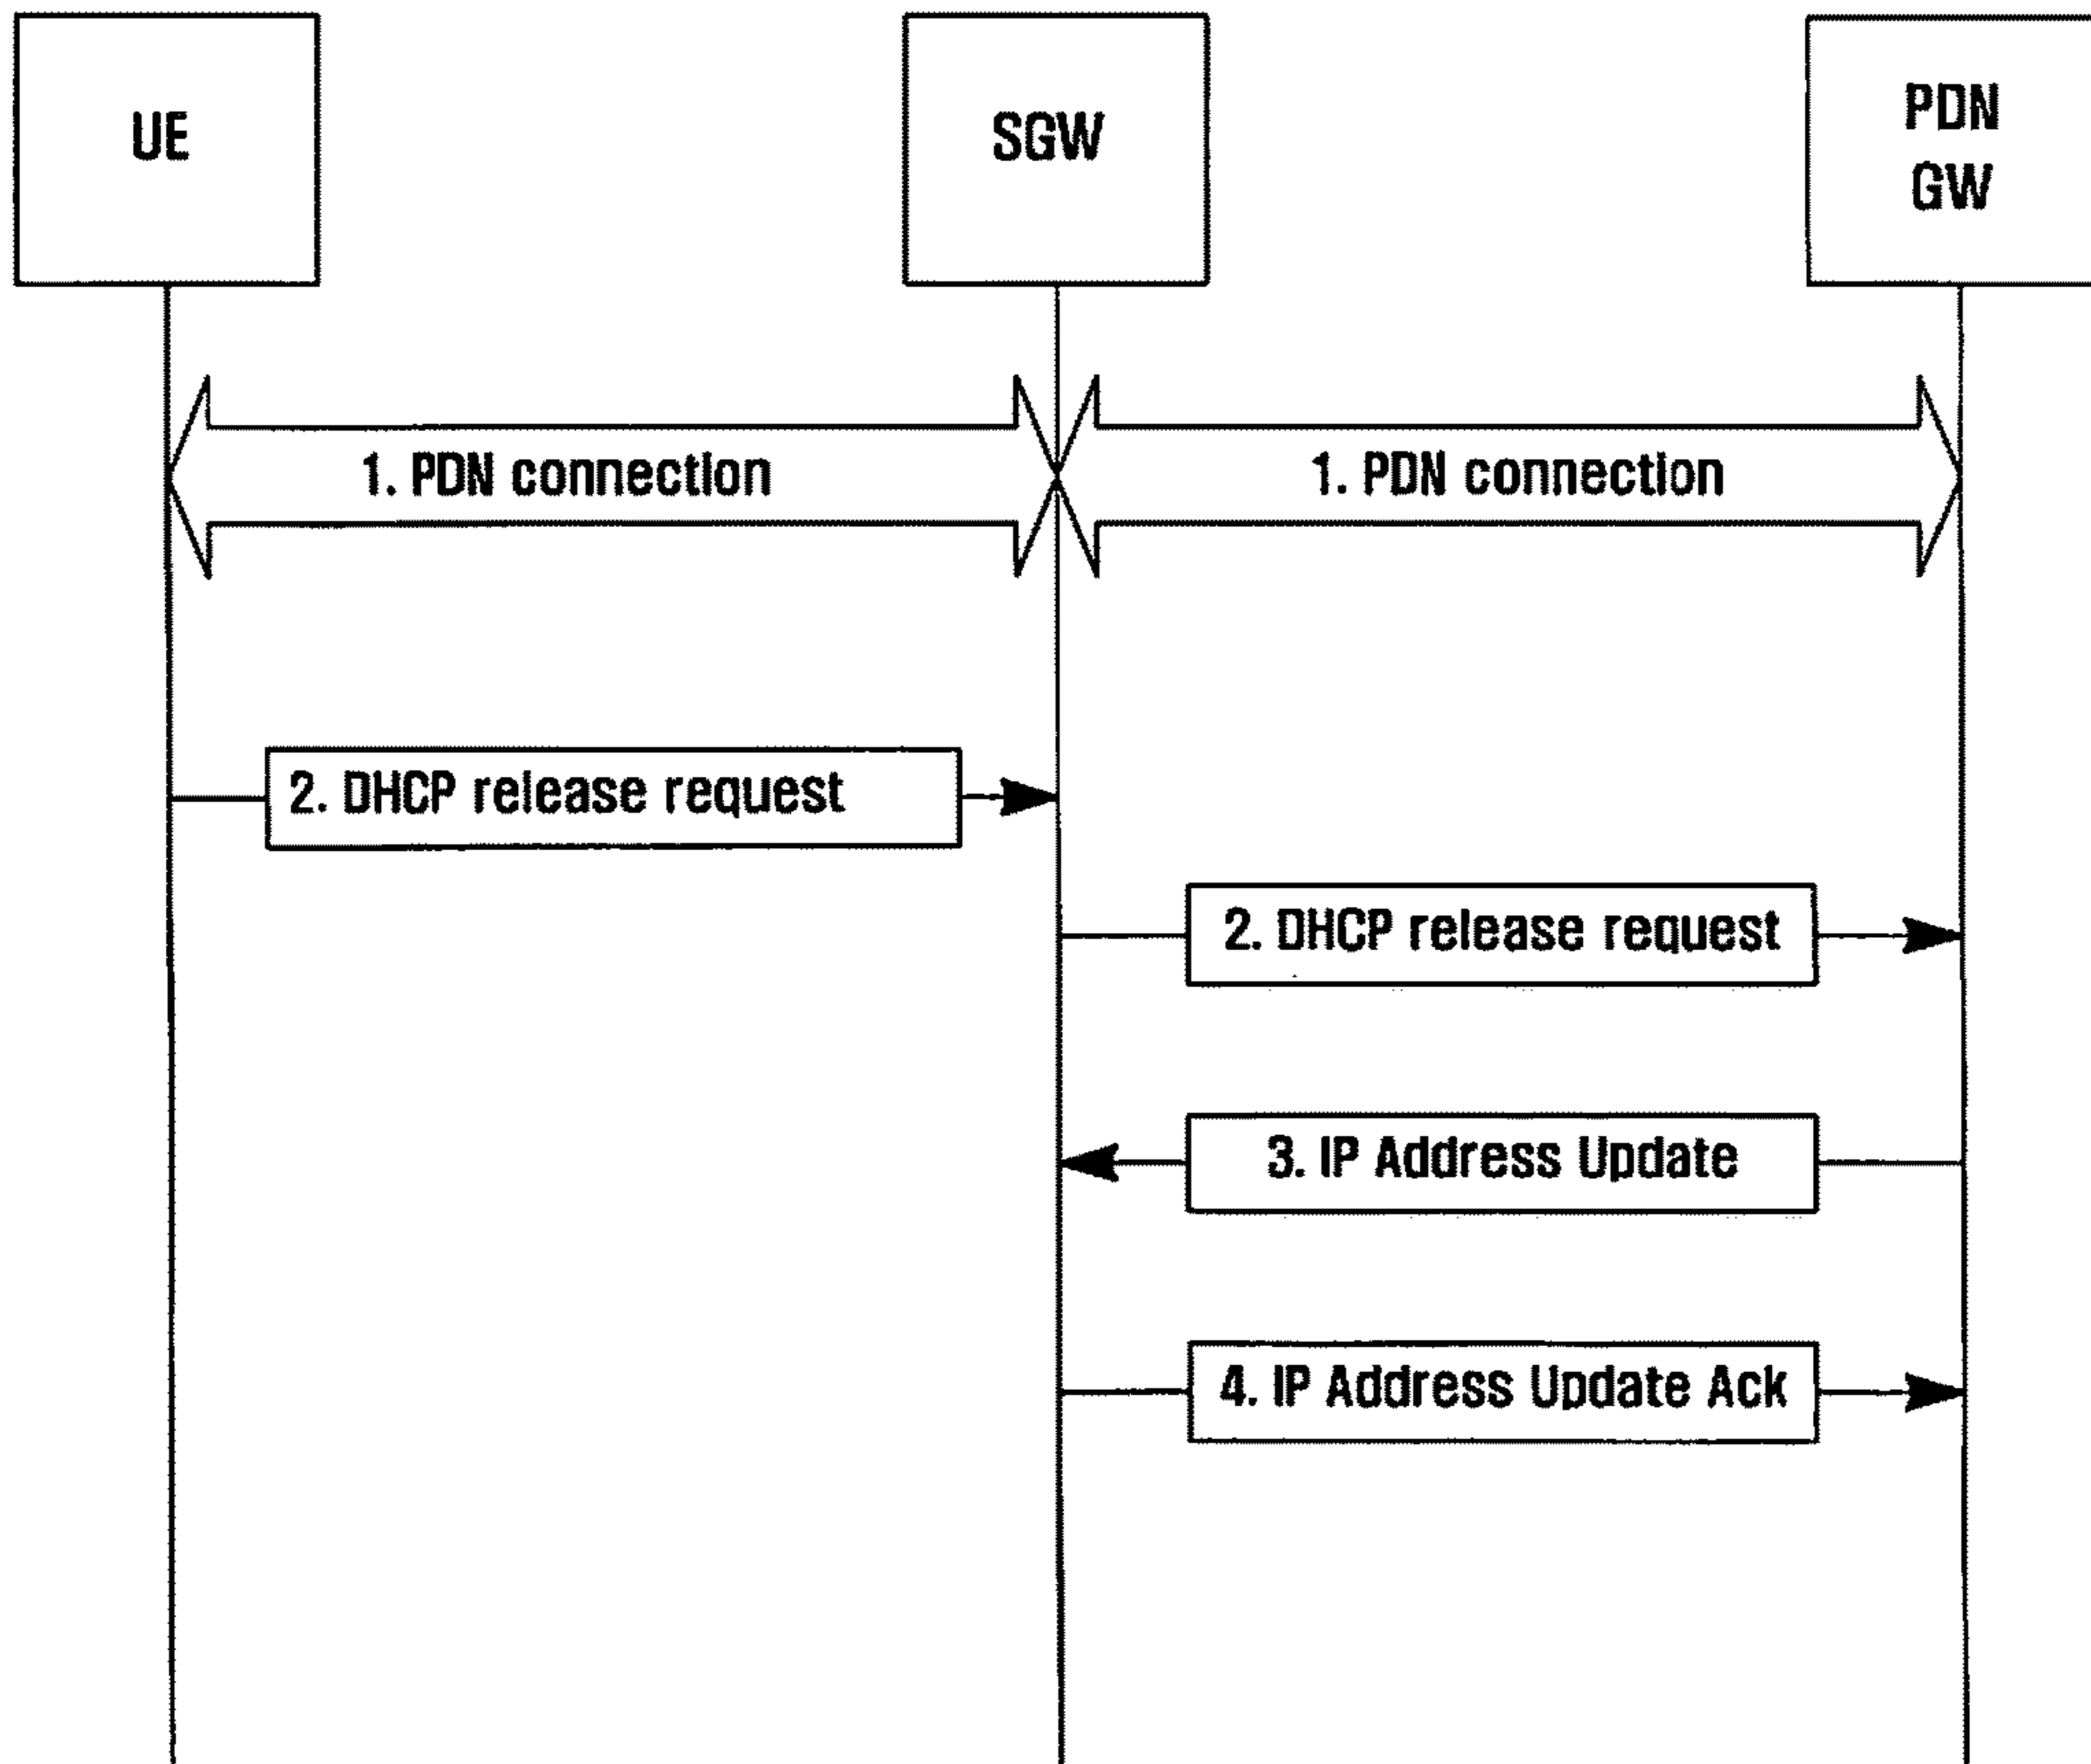 UE
SGW
PDN
GW
1. PDN connection
1. PDN connection
2. DHCP release request
2. DHCP release request
3. IP Address Update
4. IP Address Update Ack